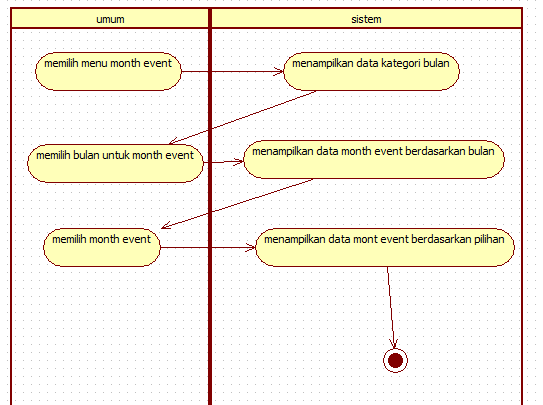 umum
sistem
memilih menu month event
menampilkan data kategori bulan
memilih bulan untuk month event
menampilkan data month event berdasarkan bulan
memilih month event
menampilkan data mont event berdasarkan pilihan